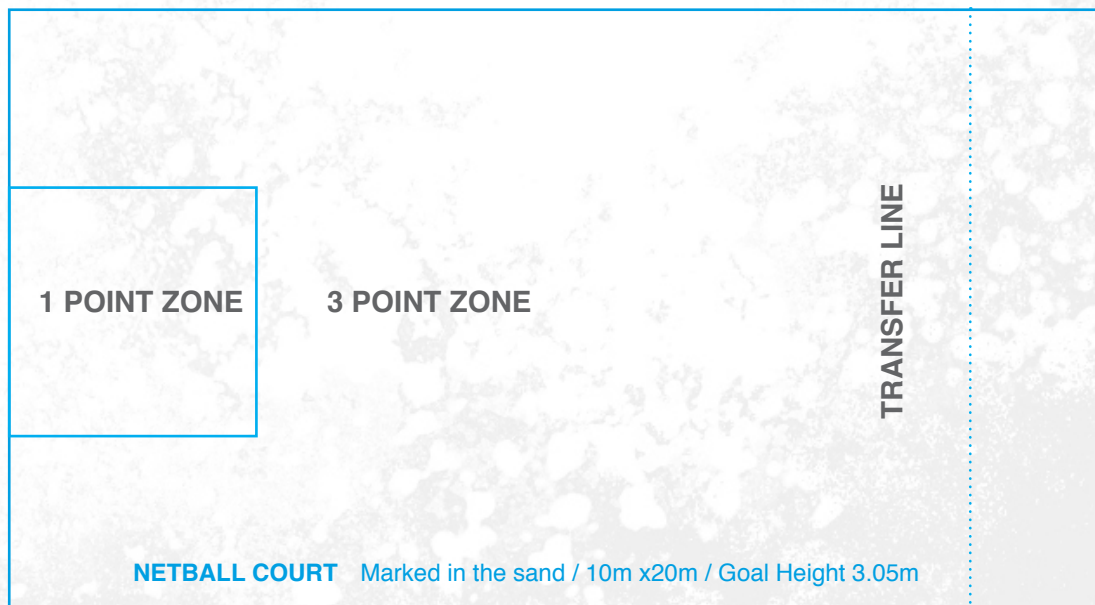 1 POINT ZONE
3 POINT ZONE
TRANSFER LINE
NETBALL COURT Marked in the sand / 10m x20m / Goal Height 3.05m